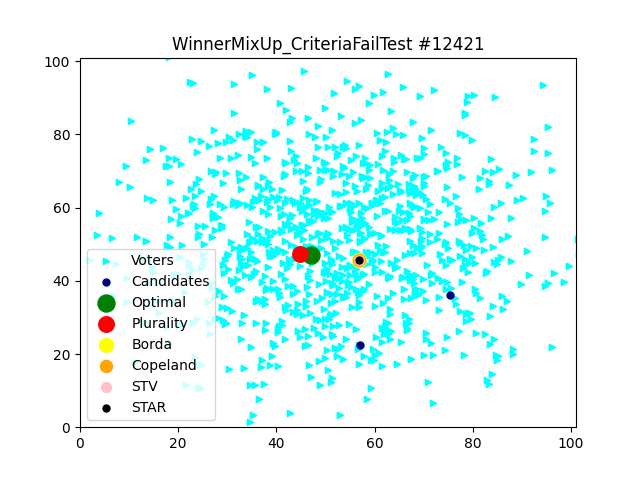 WinnerMixUp_CriteriaFailTest #12421
100
80
60
40
20
0
0 20 40 60 80 100
Voters
Candidates
Optimal
Plurality
Borda
Copeland
STV
STAR